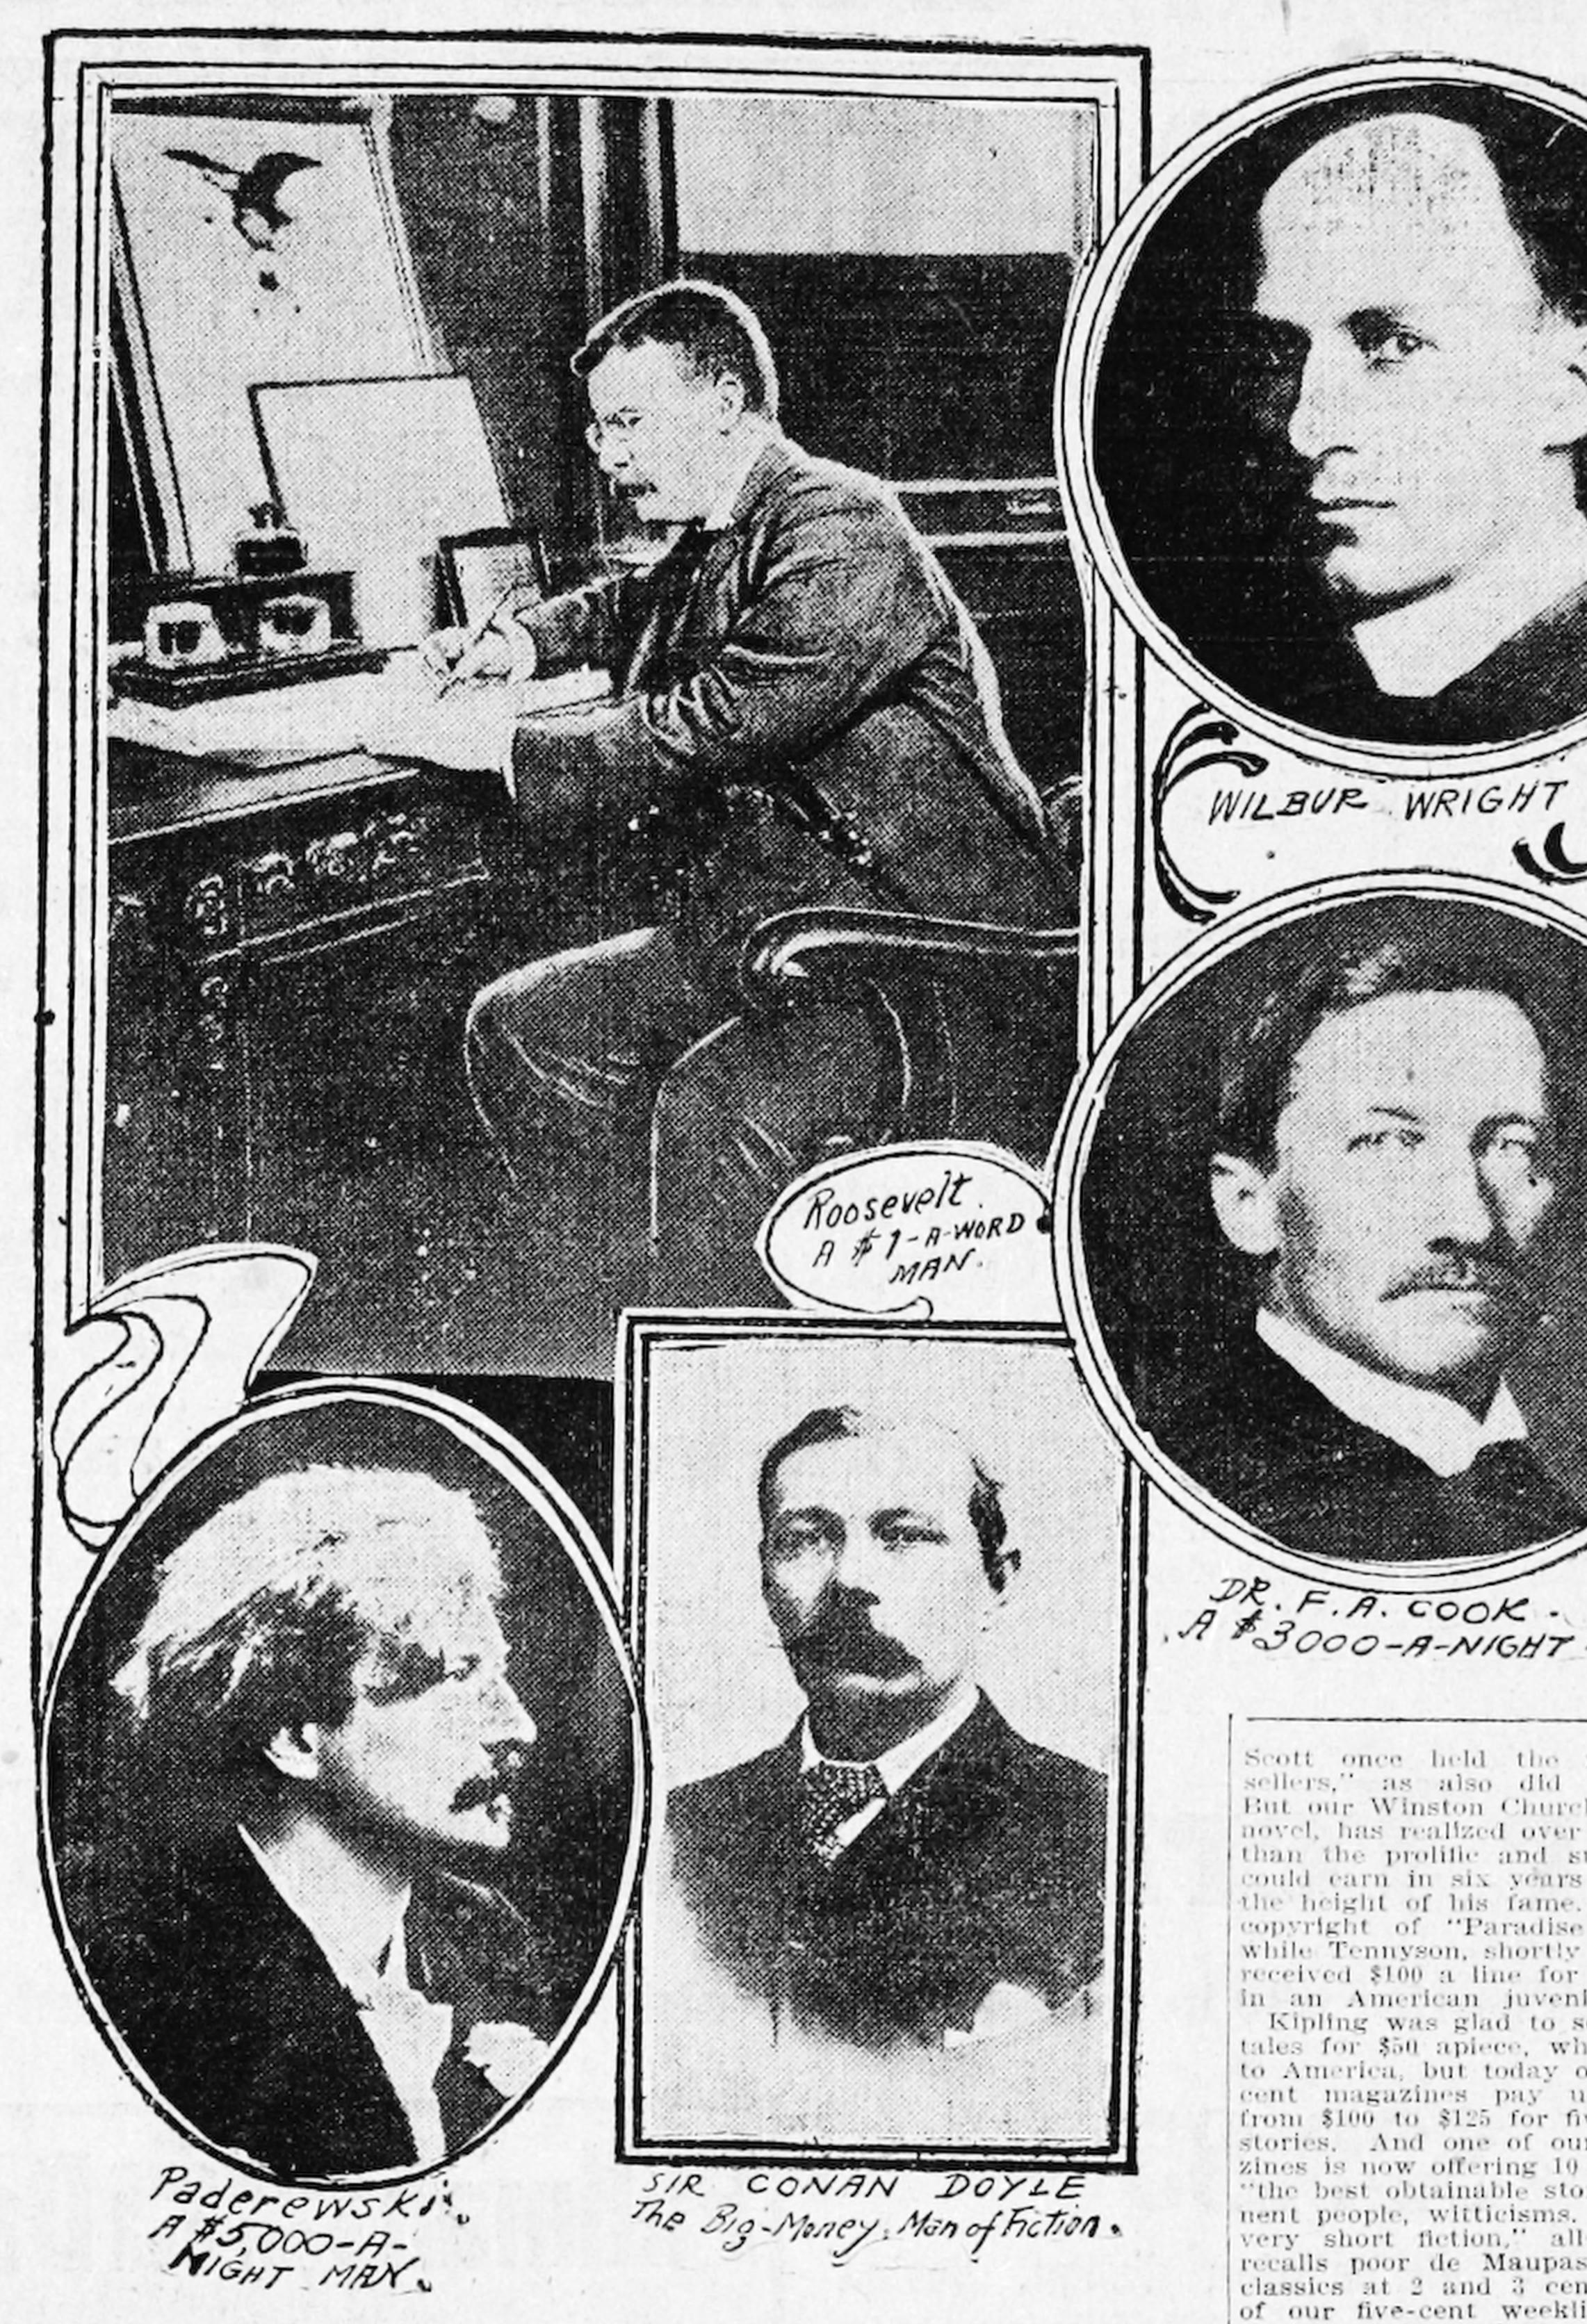 WILBUR WRIGHT
Roosevelt.
A $1-A-WORD
MAN.
DR. F. A. COOK.
A $3000-A-NIGHT
Paderewski.
A $5,000-A-
NIGHT MAN.
SIR CONAN DOYLE
The Big-Money Man of Fiction.
Scott once held the
sellers," as also did
But our Winston
novel, has realized over
than the prolific and
could earn in six years
the height of his fame.
copyright of "Paradise
while Tennyson, shortly
received $100 a line for
in an American
Kipling was glad to
tales for $50 apiece,
to America, but today
cent magazines pay
from $100 to $125 for
stories. And one of our
zines is now offering 10
"the best obtainable
nent people, witticisms.
very short fiction," all
recalls poor de
classics at 2 and 3
of our five-cent